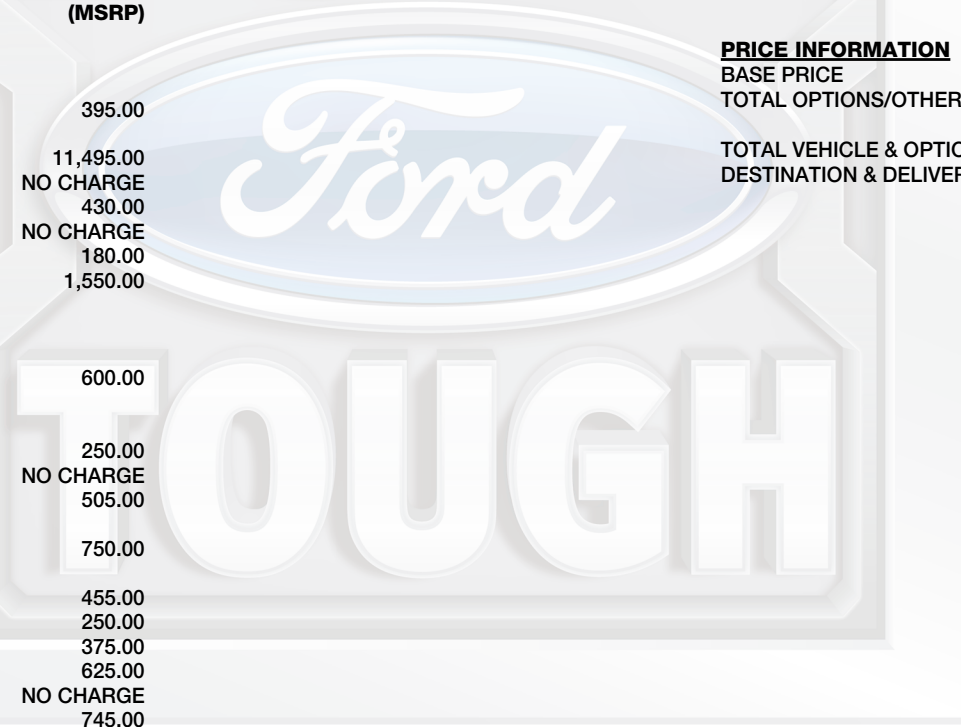 (MSRP)
395.00
11,495.00
NO CHARGE
430.00
NO CHARGE
180.00
1,550.00
600.00
250.00
NO CHARGE
505.00
750.00
455.00
250.00
375.00
625.00
NO CHARGE
745.00
PRICE INFORMATION
BASE PRICE
TOTAL OPTIONS/OTHER
TOTAL VEHICLE & OPTIO
DESTINATION & DELIVER
Ford
TOUGH